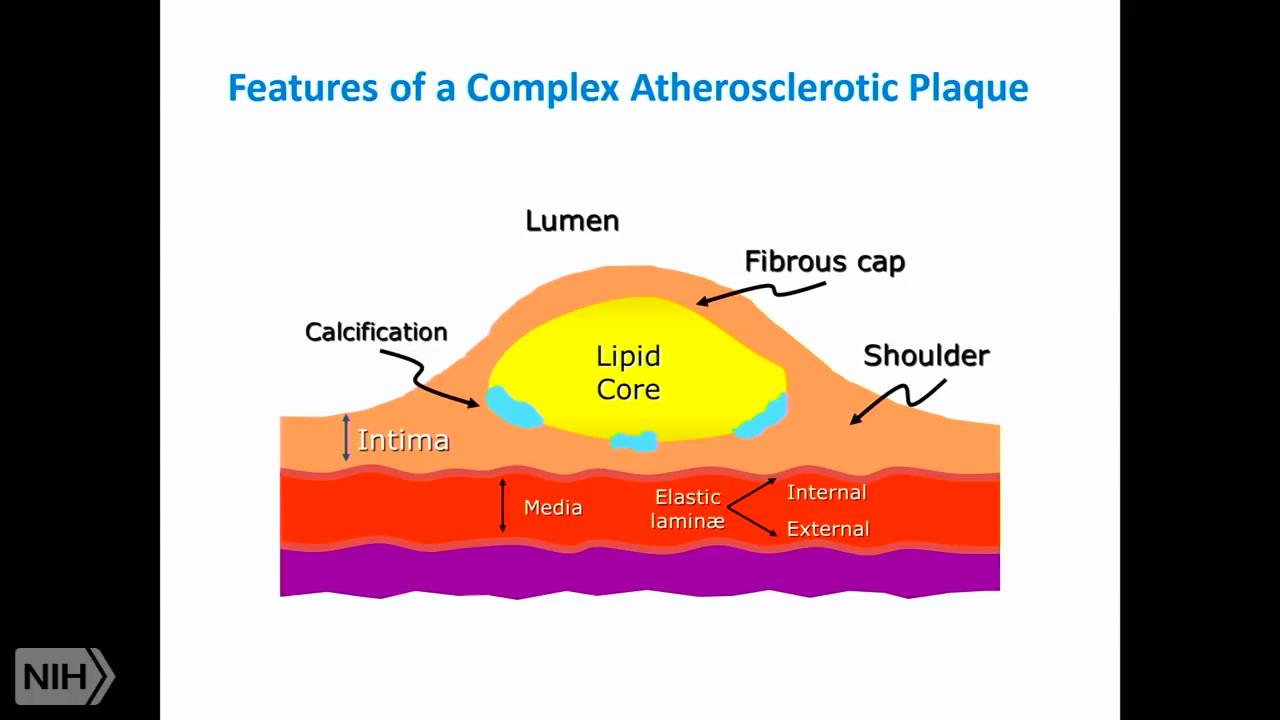 Features of a Complex Atherosclerotic Plaque
Lumen
Fibrous cap
Calcification
Lipid
Core
Shoulder
Intima
Media
Elastic
laminæ
Internal
External
NIH